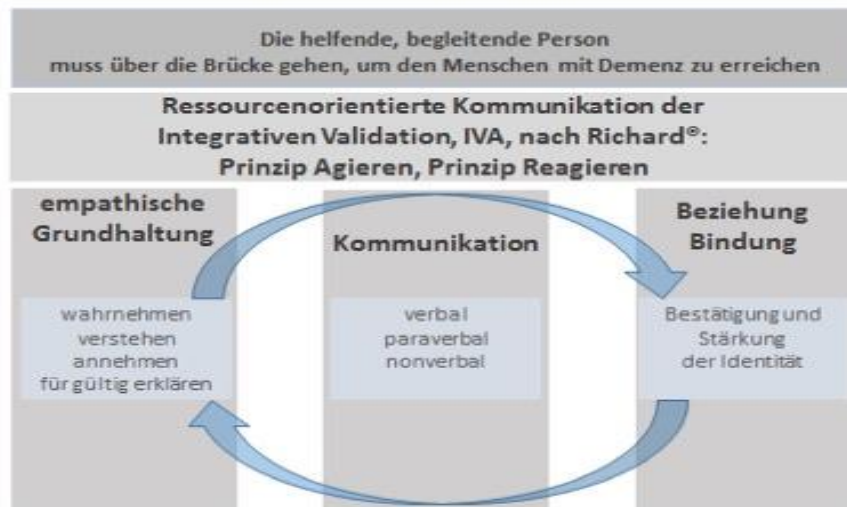 Die helfende, begleitende Person
muss über die Brücke gehen, um den Menschen mit Demenz zu erreichen
Ressourcenorientierte Kommunikation der
Integrativen Validation, IVA, nach Richard®:
Prinzip Agieren, Prinzip Reagieren
empathische
Grundhaltung
wahrnehmen
verstehen
annehmen
für gültig erklären
Kommunikation
verbal
paraverbal
nonverbal
Beziehung
Bindung
Bestätigung und
Stärkung
der Identität